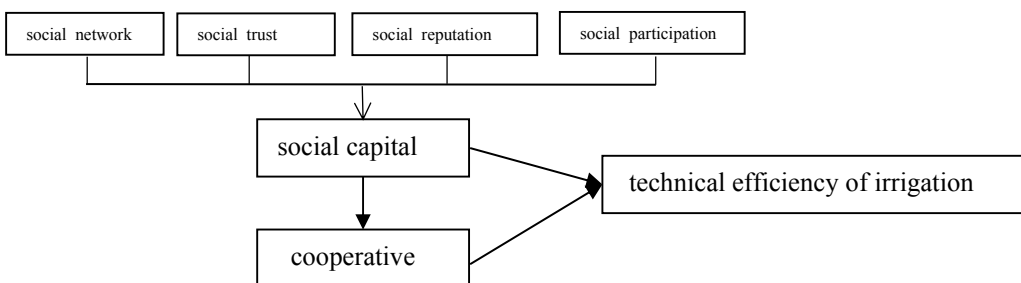 social network
social trust
social reputation
social participation
social capital
technical efficiency of irrigation
cooperative